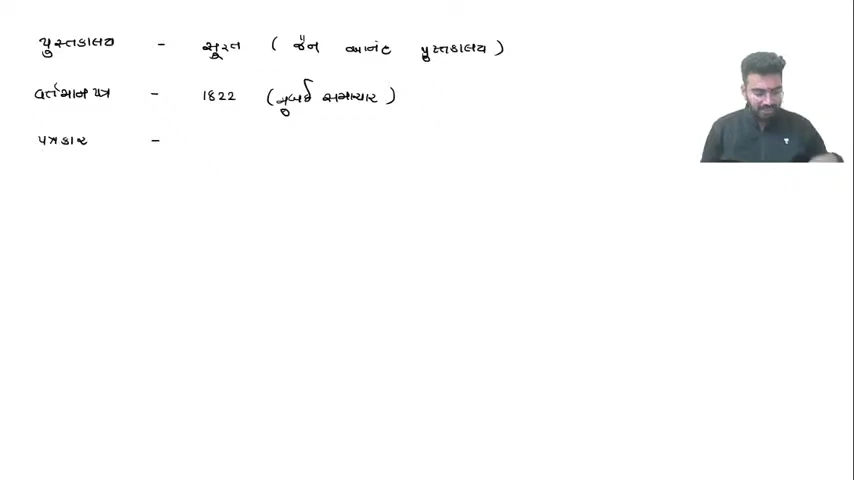 પુસ્તકાલય - સૂરત ( જૈન આનંદ પુસ્તકાલય )
વર્તમાનપત્ર - 1822 (મુંબઈ સમાચાર)
પત્રકાર -